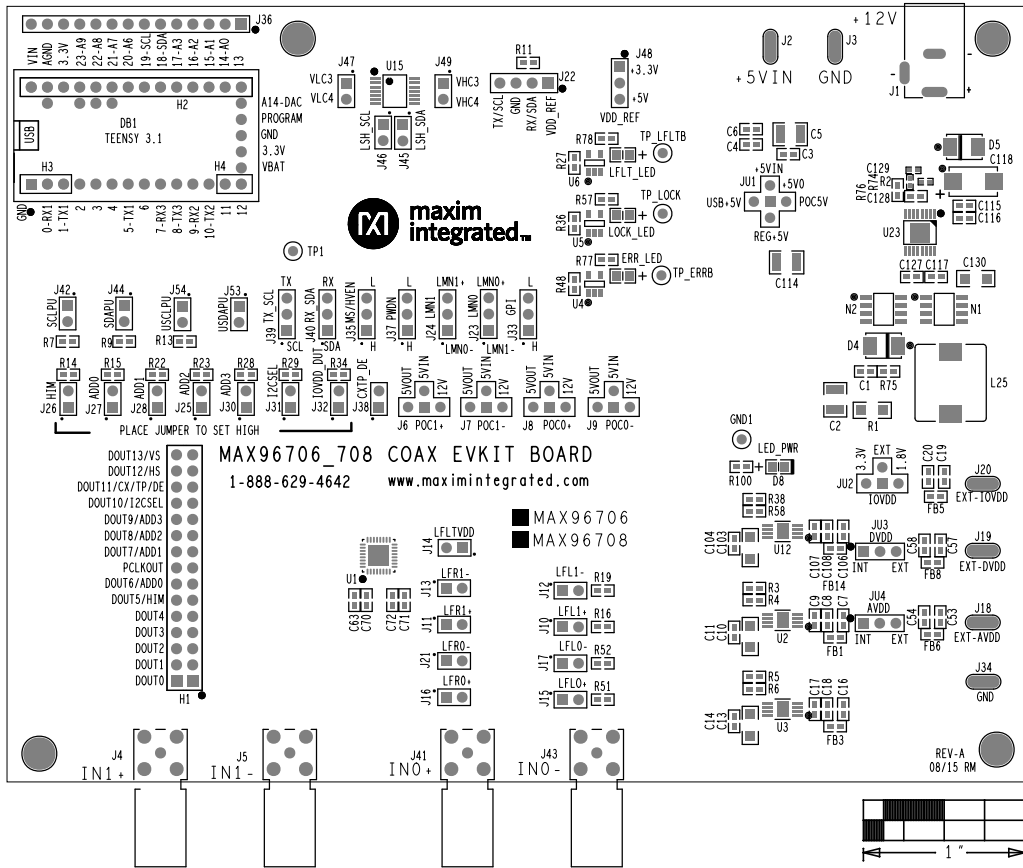 J36
VIN AGND 3.3V 23-A9 22-A8 21-A7 20-A6 19-SCL 18-SDA 17-A3 16-A2 15-A1 14-A0 13
H2
DB1
TEENSY 3.1
USB
A14-DAC
PROGRAM
GND
3.3V
VBAT
H3
H4
GND 0-RX1 1-TX1 2 3 4 5-TX1 6 7-RX3 8-TX3 9-RX2 10-TX2 11 12
J47 U15 J49
VLC3
VLC4
VHC3
VHC4
LSH_SCL
LSH_SDA
J46 J45
R11
J22
TX/SCL GND RX/SDA VDD_REF
J48
+3.3V
+5V
VDD_REF
J2
+5VIN
J3
GND
+12V
J1
-
-
+
maxim
integrated™
TP1
R78 TP_LFLTB
R27
U6 LFLT_LED
R57 TP_LOCK
R36
U5 LOCK_LED
R77 ERR_LED
R48
U4 TP_ERRB
C6
C4
C5
C3
+5VIN
JU1 +5VO
USB+5V POC5V
REG+5V
C114
D5
C118
C129
R2
C128
R76
R74
+
C115
C116
U23
C127 C117 C130
N2 N1
D4
C1 R75
L25
C2 R1
J42 J44 J54 J53
SCLPU SDAPU USCLPU USDAPU
R7 R9 R13
TX RX L L LMN1+ LMN0+ L
J39 TX_SCL J40 RX_SDA J35 MS/HVEN J37 PWDN J24 LMN1 J23 LMN0 J33 GPI
SCL SDA H H LMN0- LMN1- H
R14 R15 R22 R23 R28 R29 R34
HIM ADD0 ADD1 ADD2 ADD3 I2CSEL IOVDD_OUT CXTP_DE
J26 J27 J28 J25 J30 J31 J32 J38
5VOUT 5VIN 12V
J6 POC1+
5VOUT 5VIN 12V
J7 POC1-
5VOUT 5VIN 12V
J8 POC0+
5VOUT 5VIN 12V
J9 POC0-
PLACE JUMPER TO SET HIGH
MAX96706_708 COAX EVKIT BOARD
1-888-629-4642 www.maximintegrated.com
MAX96706
MAX96708
DOUT13/VS
DOUT12/HS
DOUT11/CX/TP/DE
DOUT10/I2CSEL
DOUT9/ADD3
DOUT8/ADD2
DOUT7/ADD1
PCLKOUT
DOUT6/ADD0
DOUT5/HIM
DOUT4
DOUT3
DOUT2
DOUT1
DOUT0
H1
U1
C63 C70 C72 C71
LFLTVDD
J14
LFR1-
J13
LFR1+
J11
LFR0-
J21
LFR0+
J16
LFL1-
J12 R19
LFL1+
J10 R16
LFL0-
J17 R52
LFL0+
J15 R51
GND1
LED_PWR
R100 D8
3.3V EXT 1.8V
JU2 IOVDD
C20 C19
FB5
J20
EXT-IOVDD
R38
R58
C104 C103 U12
C107 C108 C106
FB14
JU3
DVDD
INT EXT
C58 C57
FB8
J19
EXT-DVDD
R3
R4
C11 C10 U2
C9 C8 C7
FB1
JU4
AVDD
INT EXT
C54 C53
FB6
J18
EXT-AVDD
J34
GND
R5
R6
C14 C13 U3
C17 C18 C16
FB3
J4
IN1+
J5
IN1-
J41
IN0+
J43
IN0-
REV-A
08/15 RM
1"